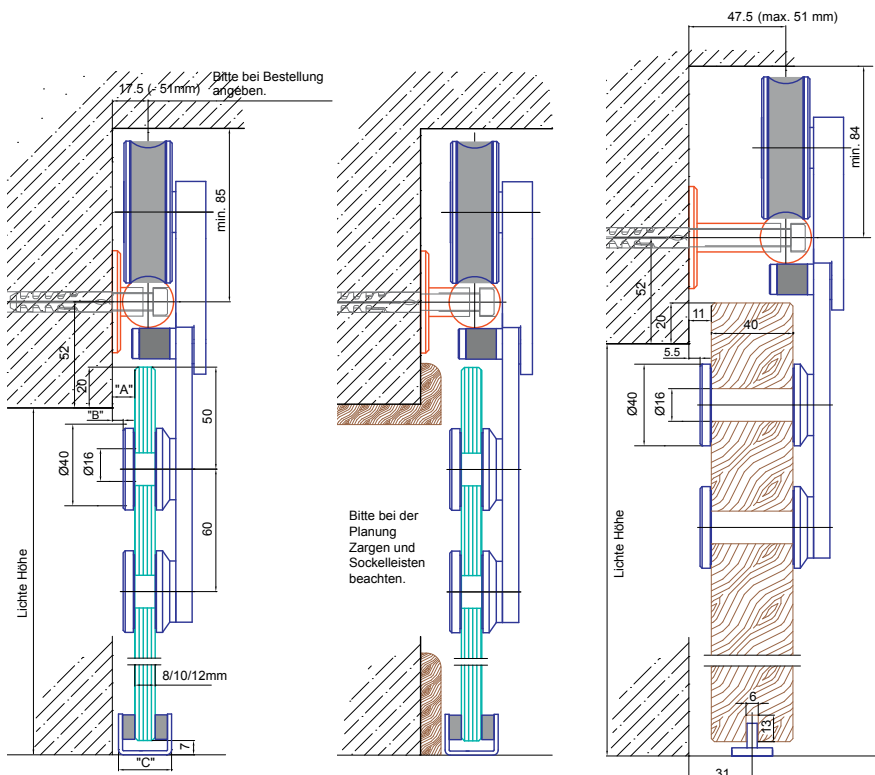 17.5 (- 51mm)
Bitte bei Bestellung
angeben.
min. 85
52
20
"A"
"B"
50
Ø40
Ø16
60
Lichte Höhe
8/10/12mm
7
"C"
Bitte bei der
Planung
Zargen und
Sockelleisten
beachten.
47.5 (max. 51 mm)
min. 84
52
20
11
40
5.5
Ø40
Ø16
Lichte Höhe
6
13
31